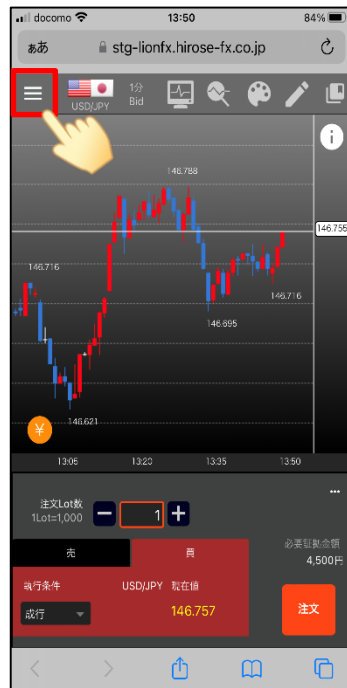 docomo 13:50 84%
ああ stg-lionfx.hirose-fx.co.jp
USD/JPY
1分
Bid
i
146.788
146.755
146.716
146.716
146.695
¥
146.621
13:05 13:20 13:35 13:50
...
注文Lot数
1Lot=1,000
1
売 買
必要証拠金額
4,500円
執行条件 USD/JPY 現在値
成行 146.757
注文